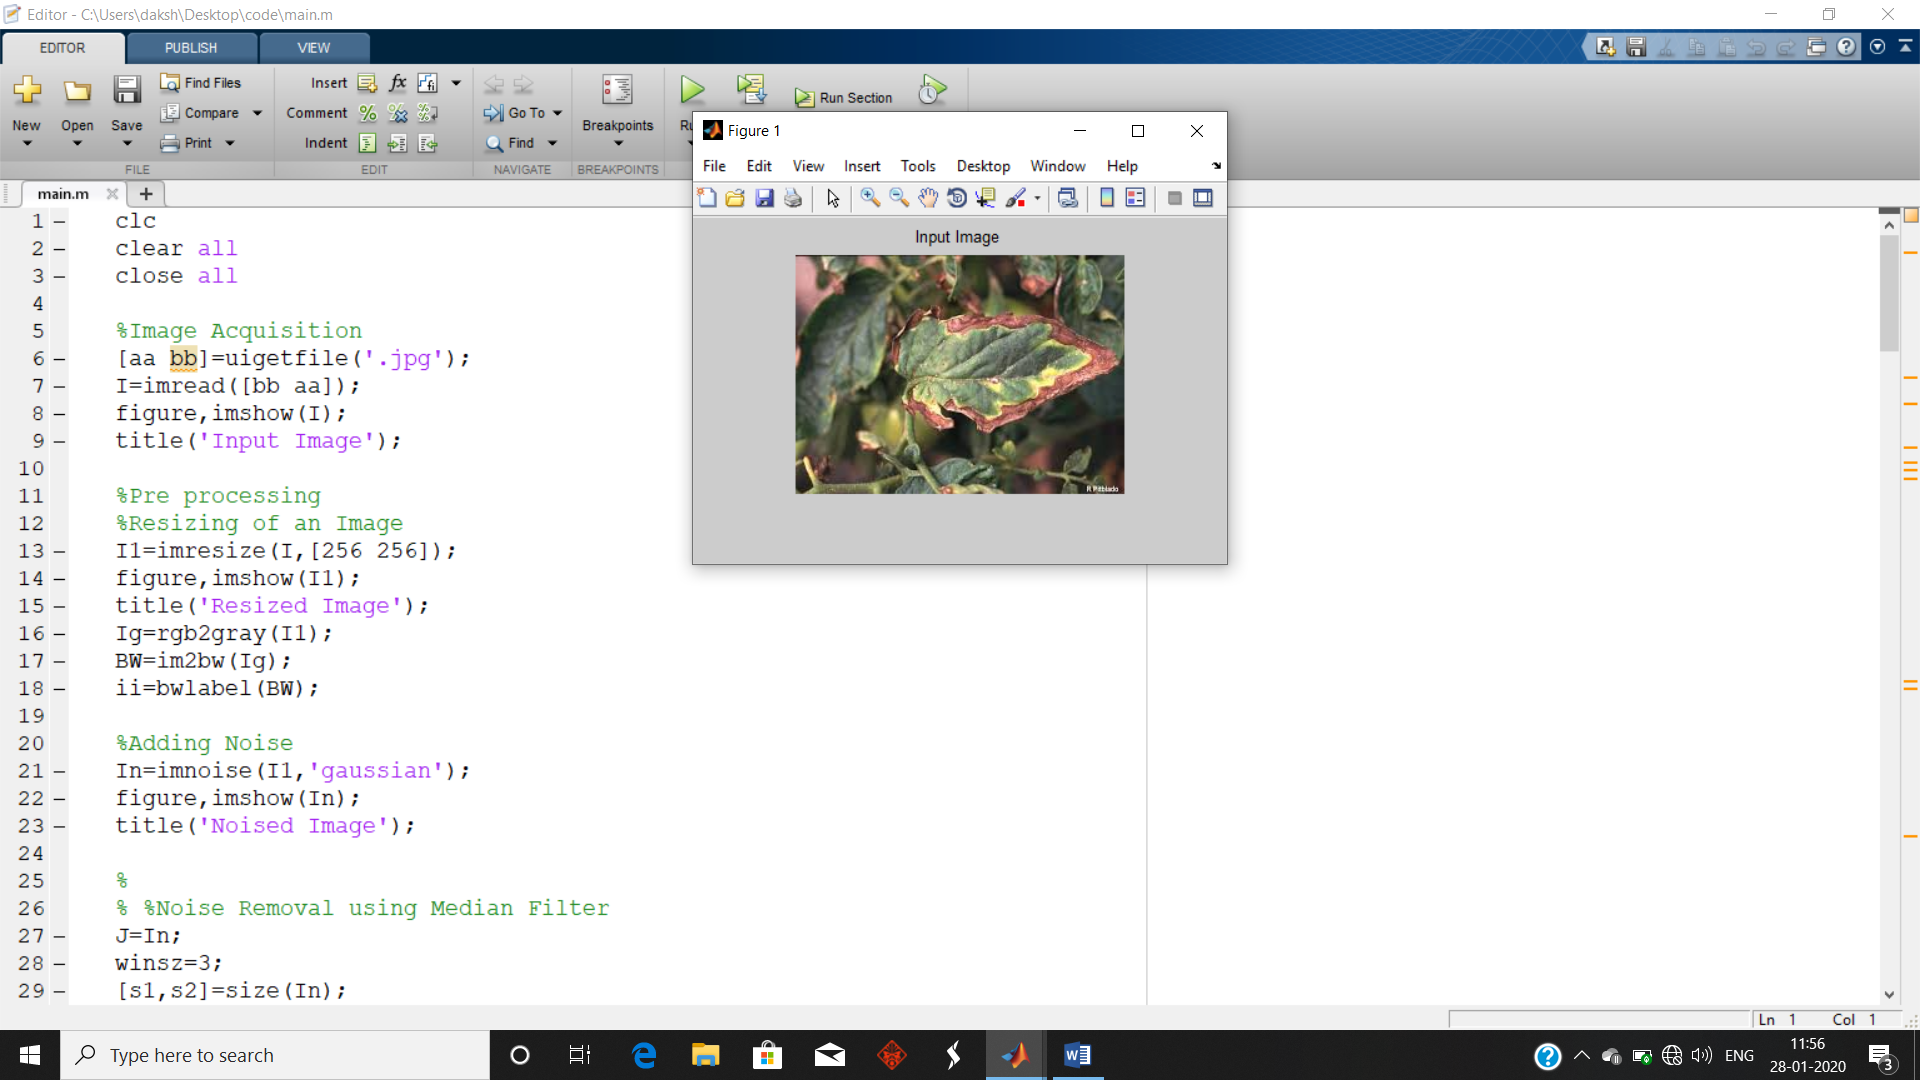 Editor - C:\Users\daksh\Desktop\code\main.m
EDITOR PUBLISH VIEW
New Open Save Find Files Compare Print FILE
Insert fx Comment Indent EDIT
Go To Find NAVIGATE
Breakpoints BREAKPOINTS
Run Section
main.m
1 clc
2 clear all
3 close all
4
5 %Image Acquisition
6 [aa bb]=uigetfile('.jpg');
7 I=imread([bb aa]);
8 figure,imshow(I);
9 title('Input Image');
10
11 %Pre processing
12 %Resizing of an Image
13 I1=imresize(I,[256 256]);
14 figure,imshow(I1);
15 title('Resized Image');
16 Ig=rgb2gray(I1);
17 BW=im2bw(Ig);
18 ii=bwlabel(BW);
19
20 %Adding Noise
21 In=imnoise(I1,'gaussian');
22 figure,imshow(In);
23 title('Noised Image');
24
25 %
26 % %Noise Removal using Median Filter
27 J=In;
28 winsz=3;
29 [s1,s2]=size(In);
Figure 1
File Edit View Insert Tools Desktop Window Help
Input Image
R Pitblado
Ln 1 Col 1
Type here to search
ENG
11:56
28-01-2020
3